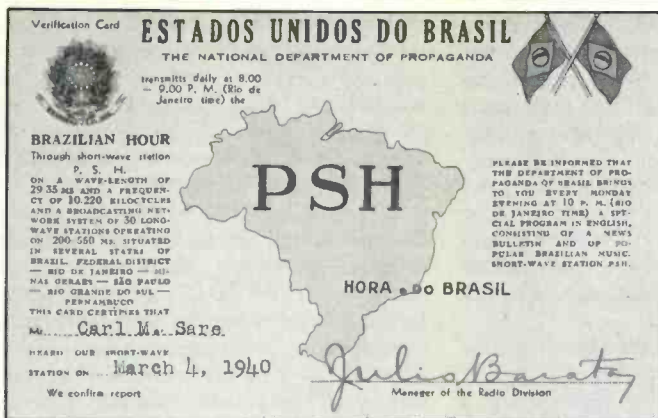 Verification Card
ESTADOS UNIDOS DO BRASIL
THE NATIONAL DEPARTMENT OF PROPAGANDA
transmits daily at 8.00
— 9.00 P. M. (Rio de
Janeiro time) the
BRAZILIAN HOUR
Through short-wave station
P. S. H.
ON A WAVE-LENGTH OF
29 35 MS AND A FREQUEN-
CY OF 10.220 KILOCYCLES
AND A BROADCASTING NET-
WORK SYSTEM OF 30 LONG-
WAVE STATIONS OPERATING
ON 200-550 MS. SITUATED
IN SEVERAL STATES OF
BRAZIL. FEDERAL DISTRICT
— RIO DE JANEIRO — MI-
NAS GERAES — SÃO PAULO
— RIO GRANDE DO SUL —
PERNAMBUCO
THIS CARD CERTIFIES THAT
Mr. Carl M. Sare
HEARD OUR SHORT-WAVE
STATION ON March 4, 1940
We confirm report
PSH
HORA DO BRASIL
PLEASE BE INFORMED THAT
THE DEPARTMENT OF PRO-
PAGANDA OF BRASIL BRINGS
TO YOU EVERY MONDAY
EVENING AT 10 P. M. (RIO
DE JANEIRO TIME) A SPE-
CIAL PROGRAM IN ENGLISH,
CONSISTING OF A NEWS
BULLETIN AND OF PO-
PULAR BRAZILIAN MUSIC.
SHORT-WAVE STATION PSH.
Julio Barata
Manager of the Radio Division